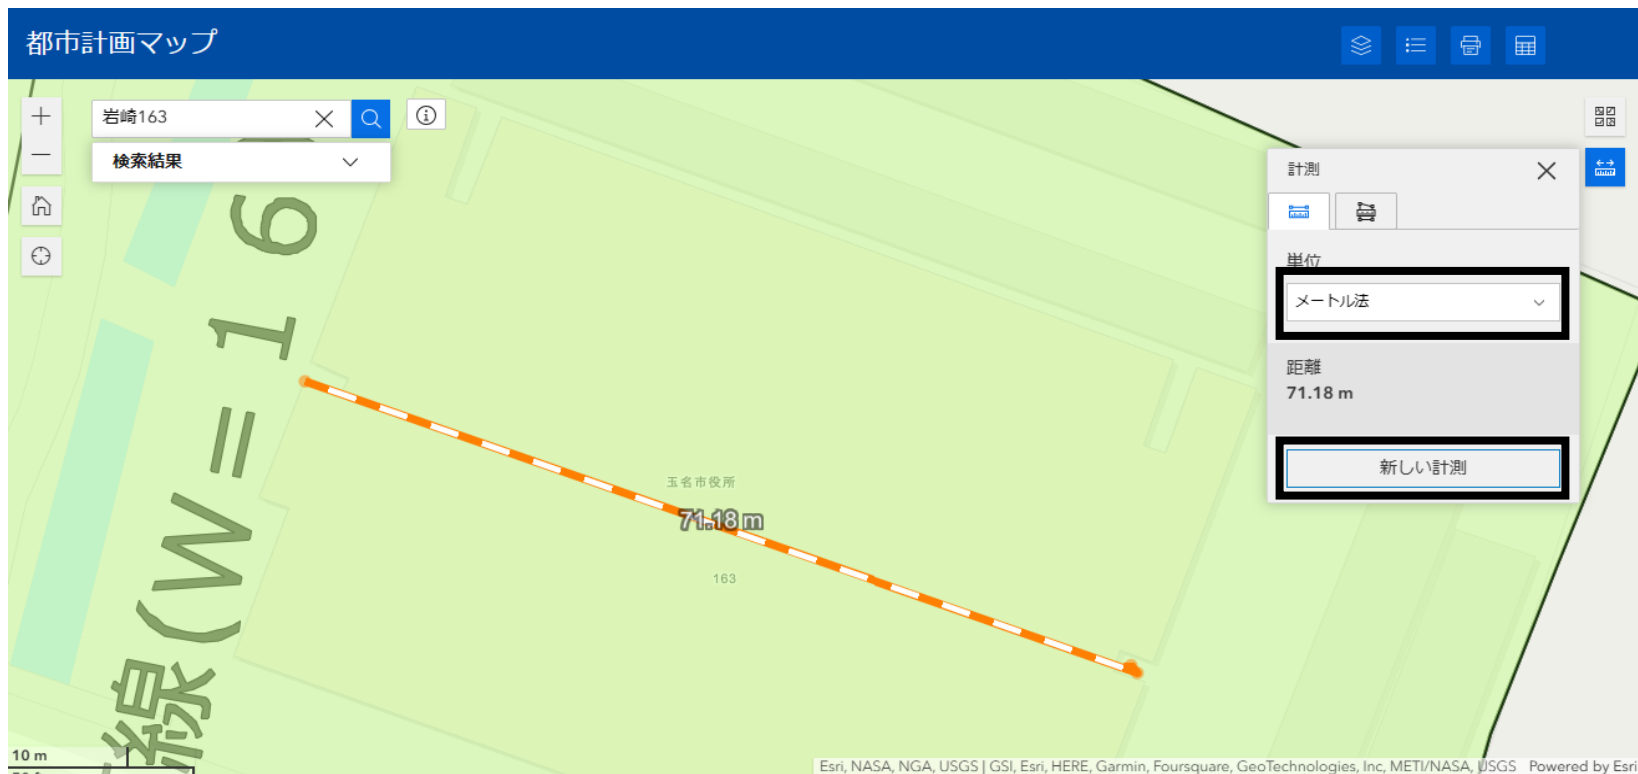 都市計画マップ
岩崎163
検索結果
計測
単位
メートル法
距離
71.18 m
新しい計測
線(W=16
玉名市役所
71.18 m
163
10 m
Esri, NASA, NGA, USGS | GSI, Esri, HERE, Garmin, Foursquare, GeoTechnologies, Inc, METI/NASA, USGS Powered by Esri